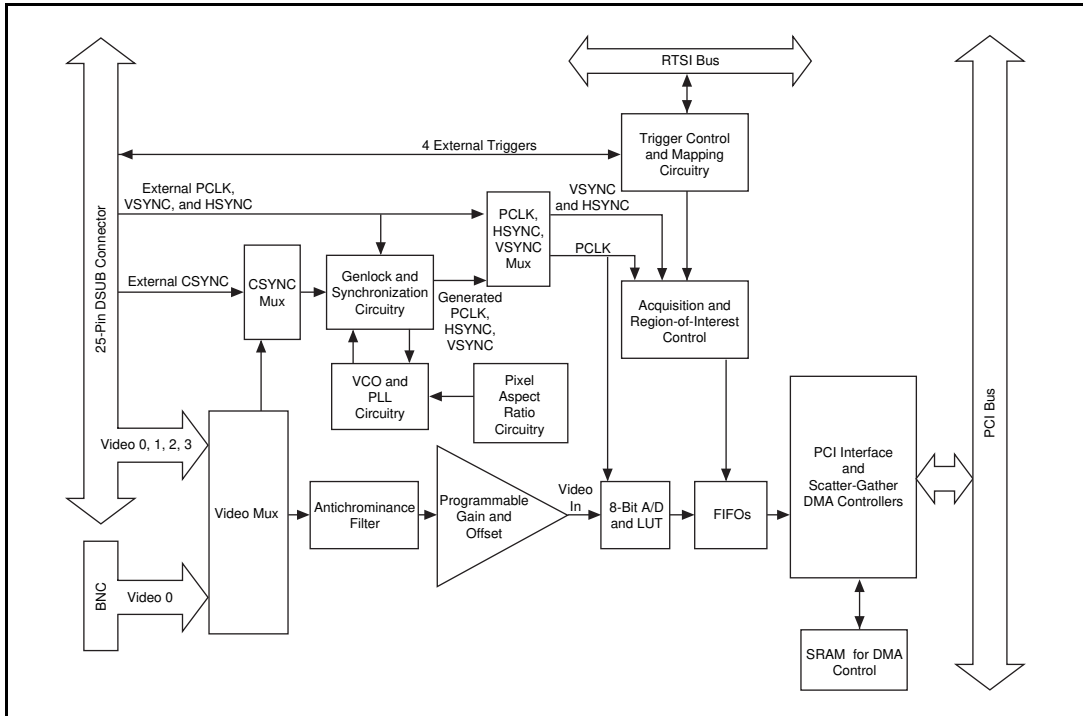 RTSI Bus
4 External Triggers
Trigger Control
and Mapping
Circuitry
External PCLK,
VSYNC, and HSYNC
PCLK,
HSYNC,
VSYNC
Mux
VSYNC
and HSYNC
PCLK
25-Pin DSUB Connector
External CSYNC
CSYNC
Mux
Genlock and
Synchronization
Circuitry
Generated
PCLK,
HSYNC,
VSYNC
Acquisition and
Region-of-Interest
Control
VCO and
PLL
Circuitry
Pixel
Aspect
Ratio
Circuitry
PCI Bus
Video 0, 1, 2, 3
Video Mux
Antichrominance
Filter
Programmable
Gain and
Offset
Video
In
8-Bit A/D
and LUT
FIFOs
PCI Interface
and
Scatter-Gather
DMA Controllers
BNC
Video 0
SRAM for DMA
Control